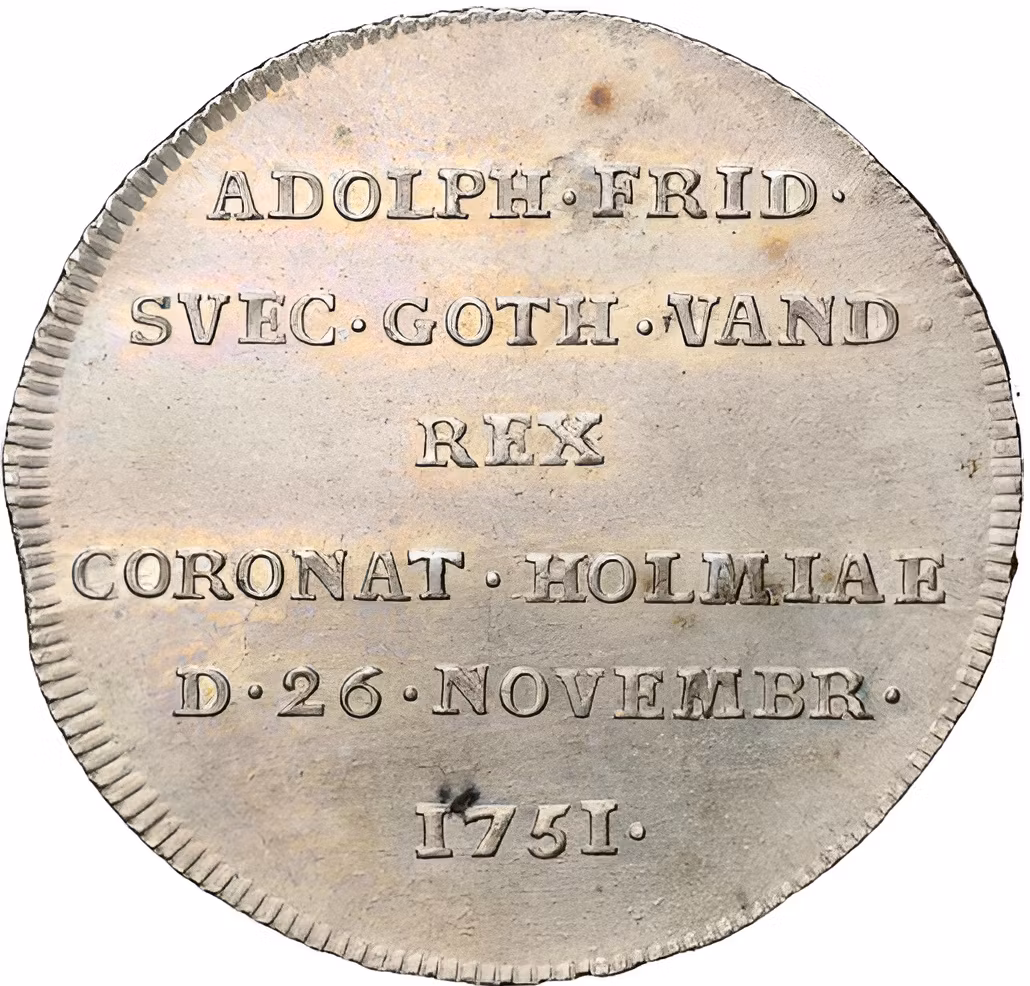 ADOLPH·FRID·
SVEC·GOTH·VAND
REX
CORONAT·HOLMIAE
D·26·NOVEMBR·
1751·